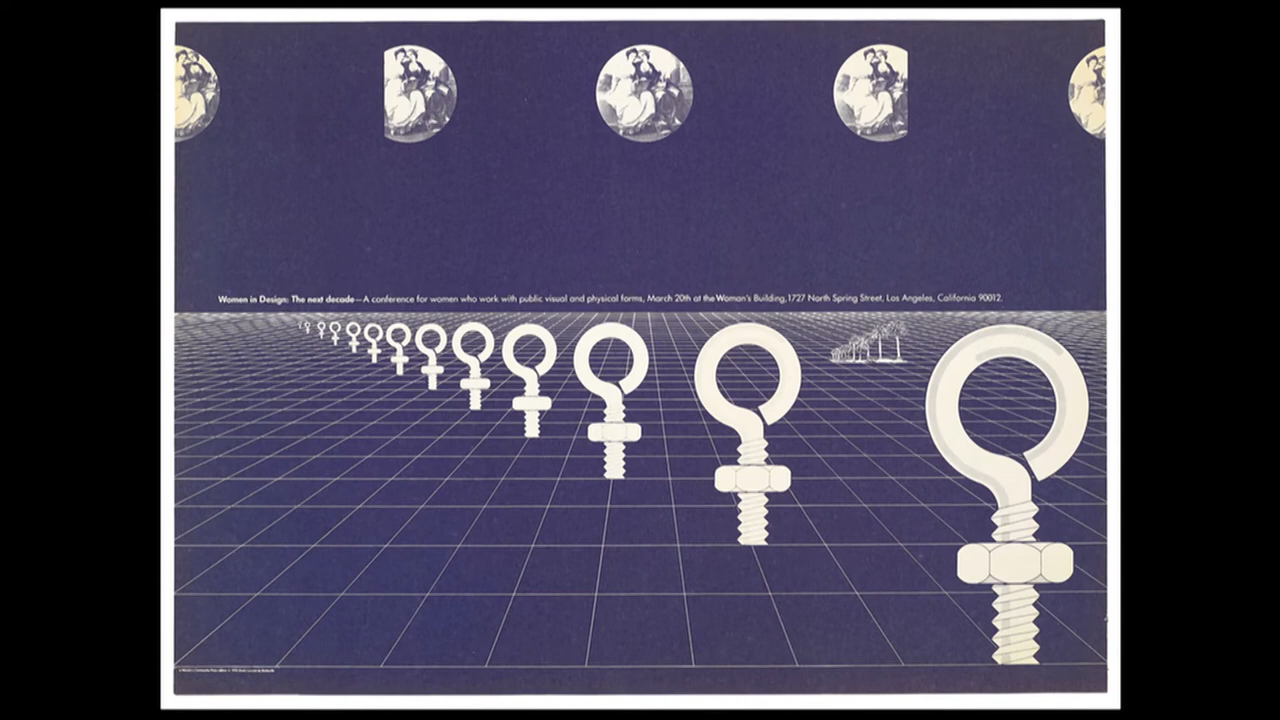 Women in Design: The next decade—A conference for women who work with public visual and physical forms, March 20th at the Woman's Building, 1727 North Spring Street, Los Angeles, California 90012.